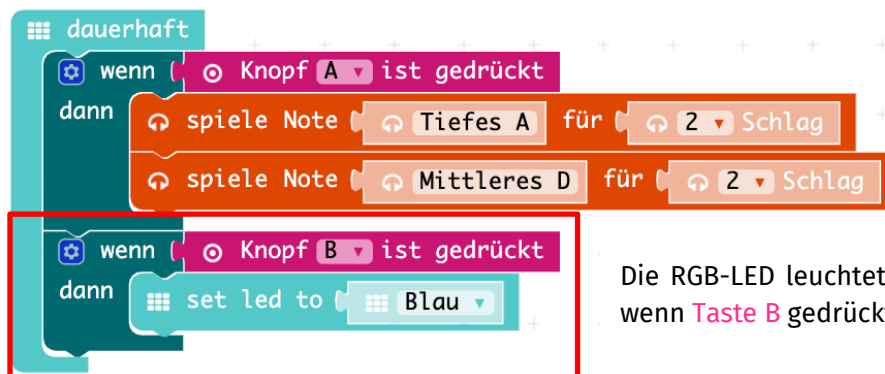 dauerhaft
wenn Knopf A ist gedrückt
dann spiele Note Tiefes A für 2 Schlag
spiele Note Mittleres D für 2 Schlag
wenn Knopf B ist gedrückt
dann set led to Blau
Die RGB-LED leuchtet
wenn Taste B gedrück